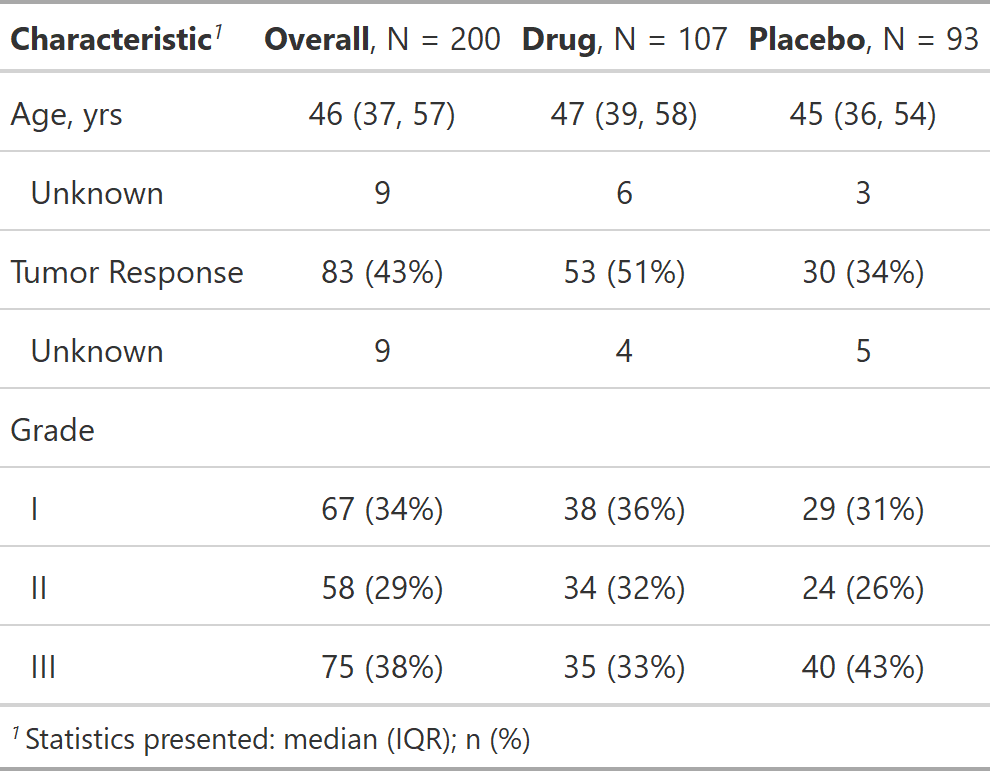 Characteristic¹ Overall, N = 200 Drug, N = 107 Placebo, N = 93
Age, yrs 46 (37, 57) 47 (39, 58) 45 (36, 54)
Unknown 9 6 3
Tumor Response 83 (43%) 53 (51%) 30 (34%)
Unknown 9 4 5
Grade
I 67 (34%) 38 (36%) 29 (31%)
II 58 (29%) 34 (32%) 24 (26%)
III 75 (38%) 35 (33%) 40 (43%)
¹ Statistics presented: median (IQR); n (%)